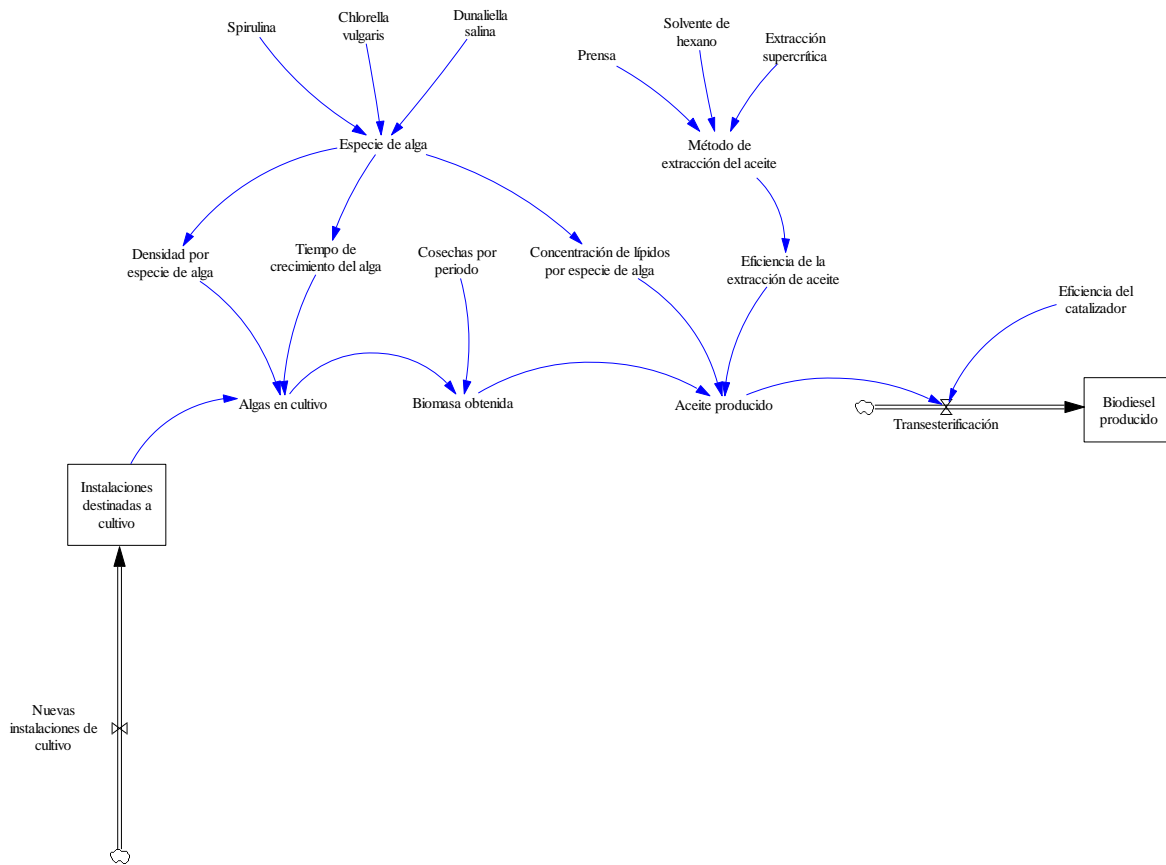 Spirulina
Chlorella
vulgaris
Dunaliella
salina
Prensa
Solvente de
hexano
Extracción
supercrítica
Especie de alga
Método de
extracción del aceite
Densidad por
especie de alga
Tiempo de
crecimiento del alga
Cosechas por
periodo
Concentración de lípidos
por especie de alga
Eficiencia de la
extracción de aceite
Eficiencia del
catalizador
Algas en cultivo
Biomasa obtenida
Aceite producido
Transesterificación
Biodiesel
producido
Instalaciones
destinadas a
cultivo
Nuevas
instalaciones de
cultivo